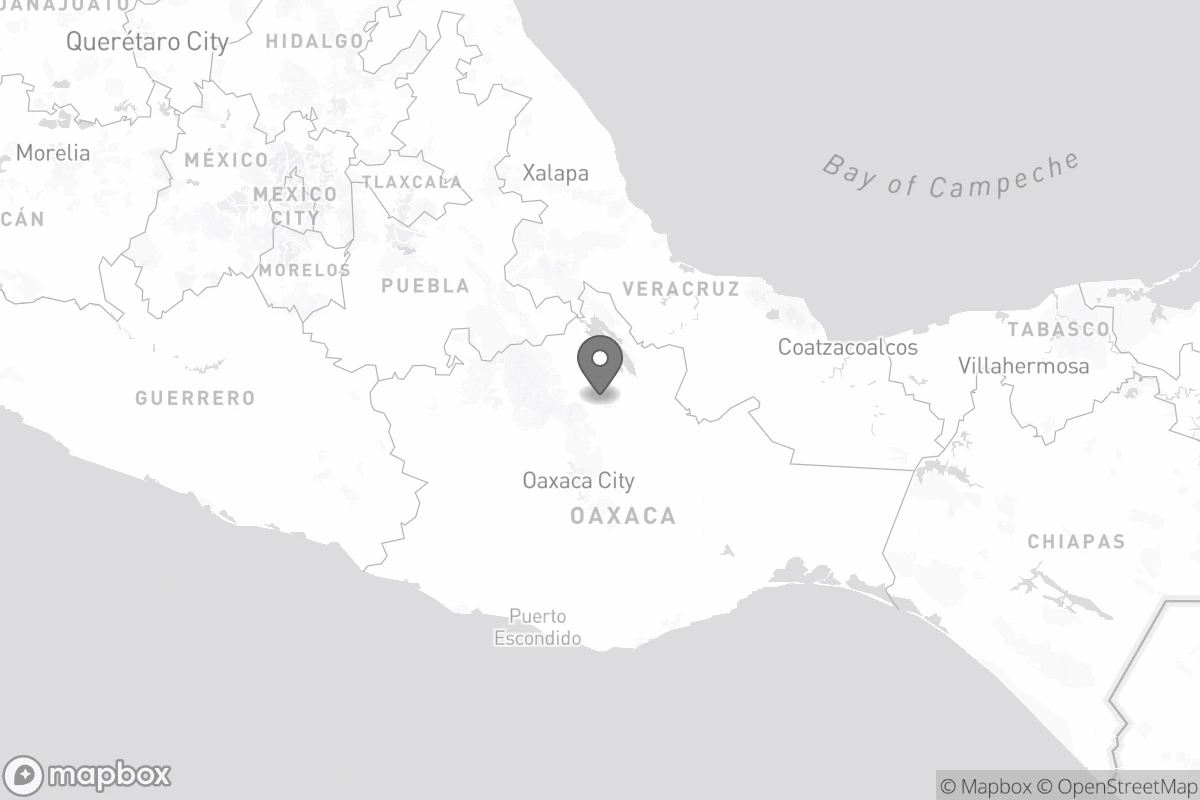 Querétaro City
HIDALGO
Morelia
MÉXICO
Xalapa
Bay of Campeche
TLAXCALA
MEXICO
CITY
CÁN
MORELOS
PUEBLA
VERACRUZ
TABASCO
Coatzacoalcos
Villahermosa
GUERRERO
Oaxaca City
OAXACA
CHIAPAS
Puerto
Escondido
mapbox
© Mapbox © OpenStreetMap